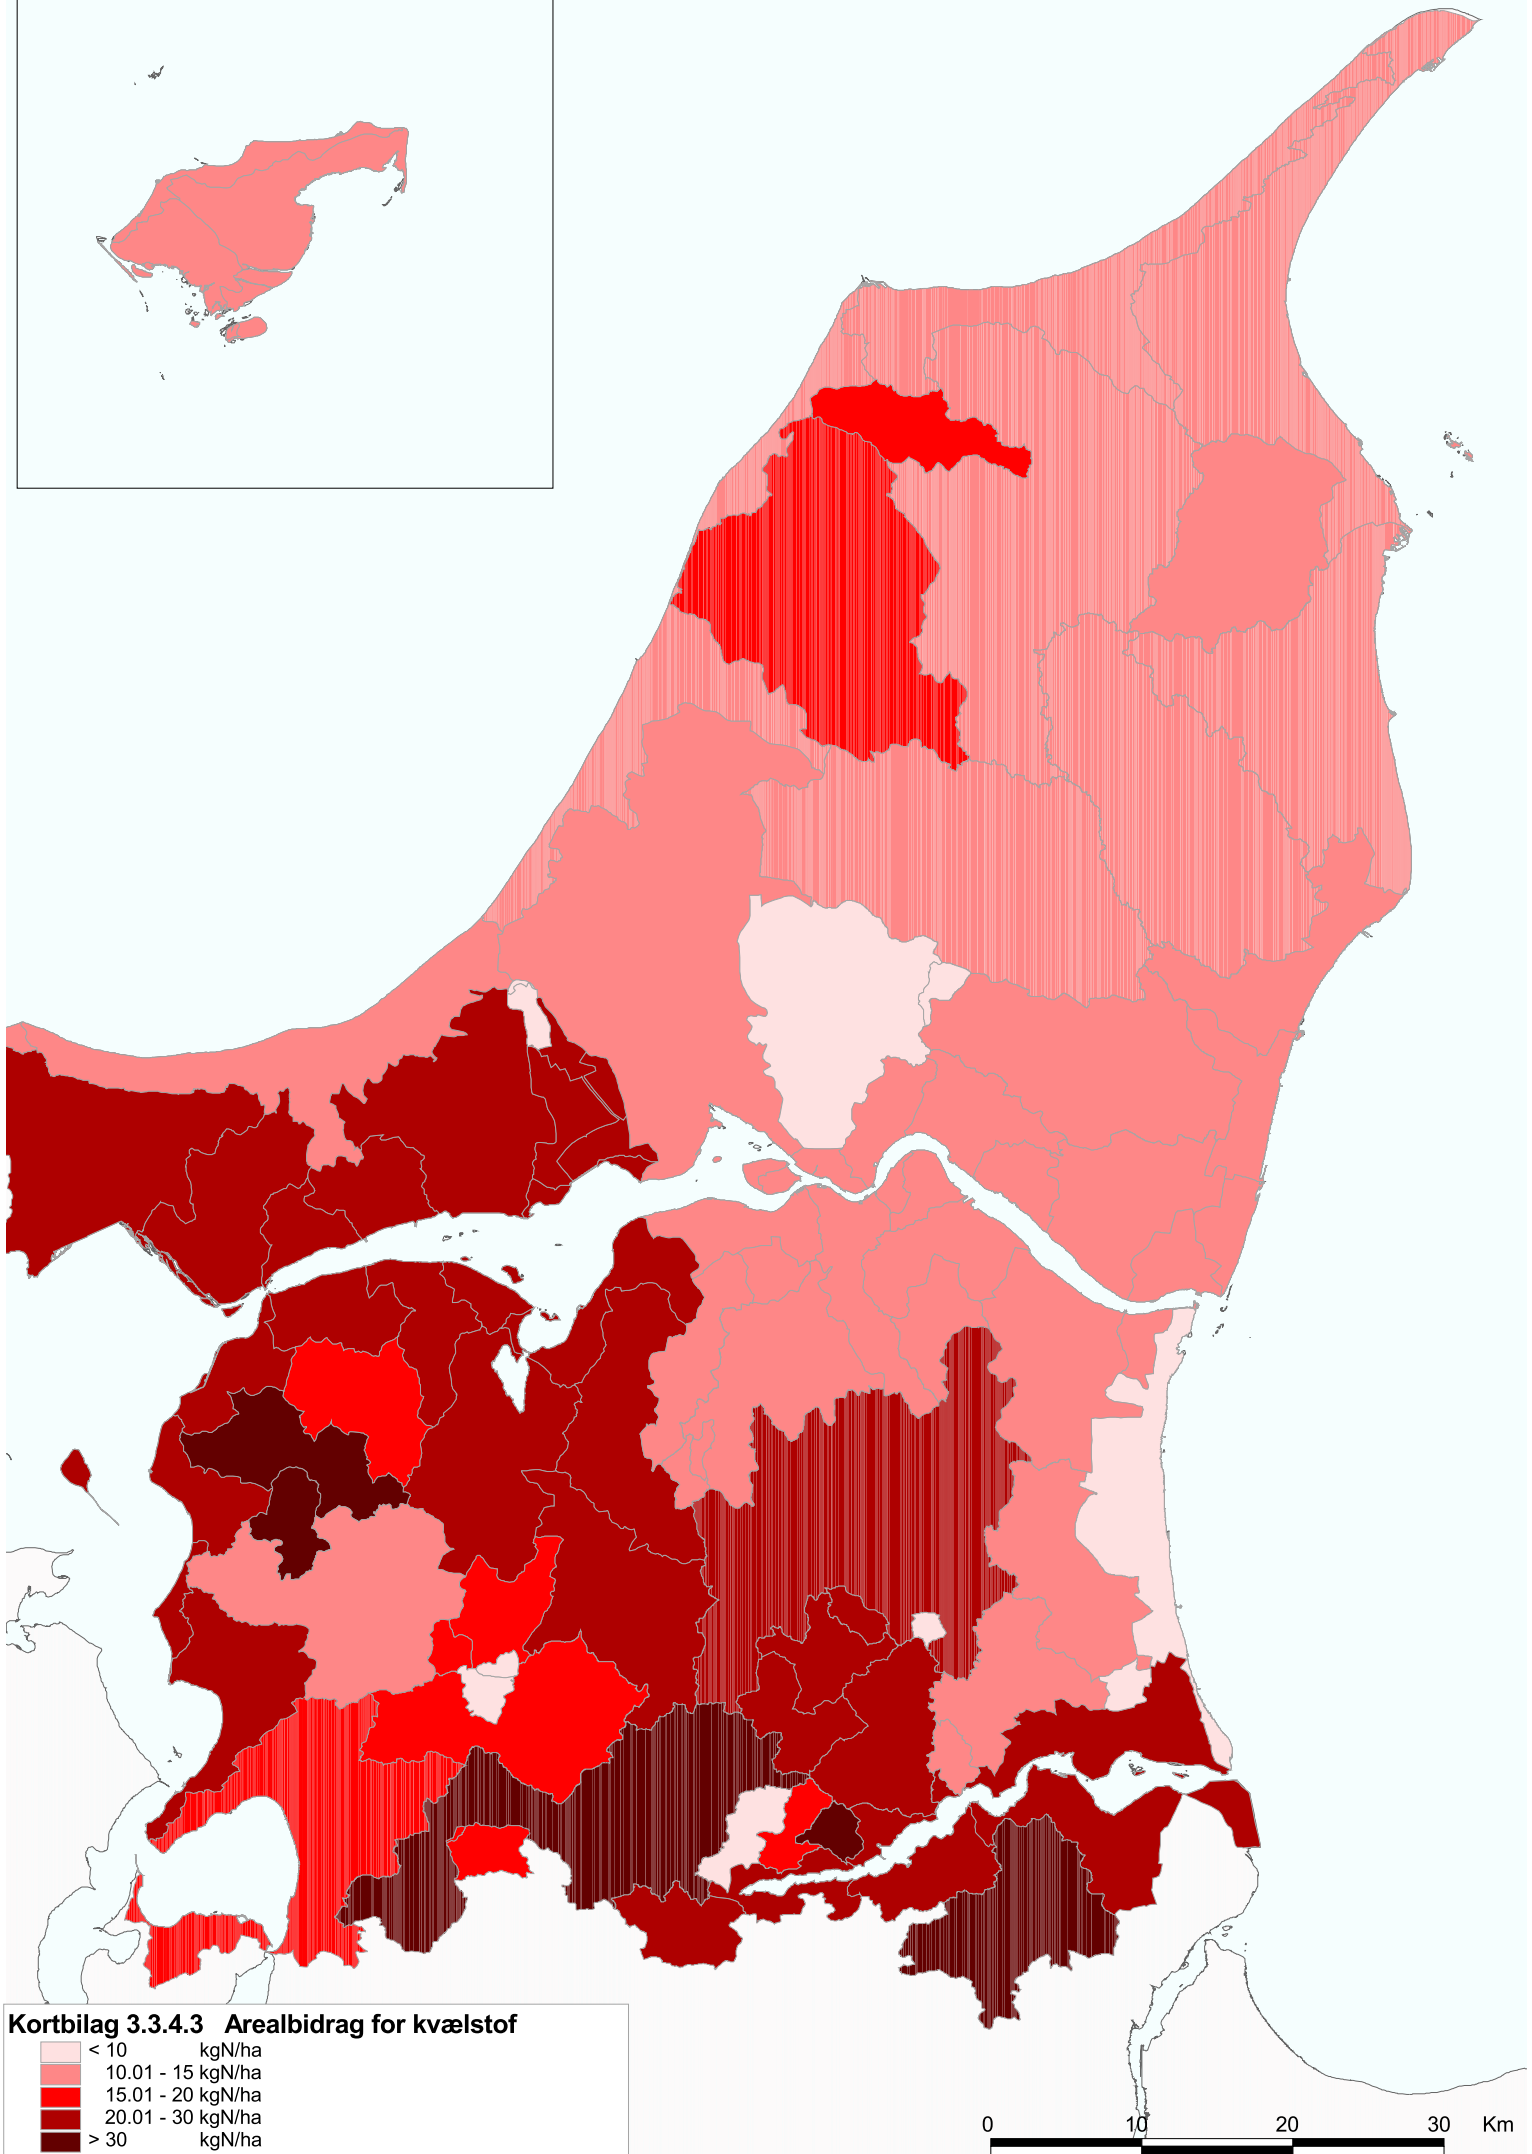 Kortbilag 3.3.4.3 Arealbidrag for kvælstof
< 10 kgN/ha
10.01 - 15 kgN/ha
15.01 - 20 kgN/ha
20.01 - 30 kgN/ha
> 30 kgN/ha
0 10 20 30 Km